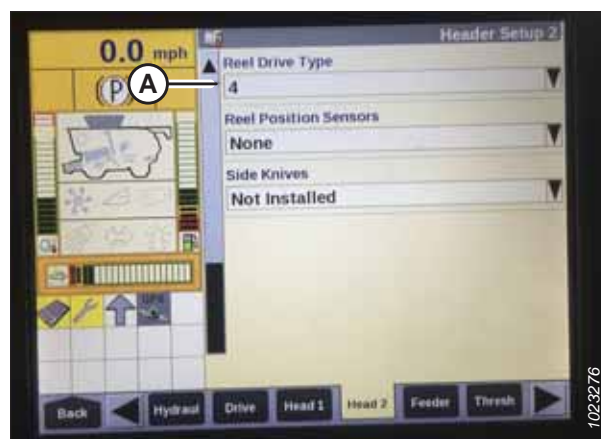 0.0 mph
Header Setup 2
(P)
A
Reel Drive Type
4
Reel Position Sensors
None
Side Knives
Not Installed
GPS
Back
Hydraul
Drive
Head 1
Head 2
Feeder
Thresh
1023276